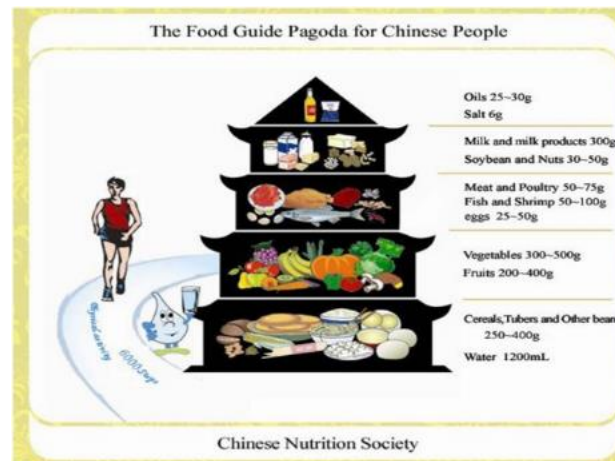 The Food Guide Pagoda for Chinese People
Oils 25~30g
Salt 6g
Milk and milk products 300g
Soybean and Nuts 30~50g
Meat and Poultry 50~75g
Fish and Shrimp 50~100g
eggs 25~50g
Vegetables 300~500g
Fruits 200~400g
Cereals,Tubers and Other bean
250~400g
Water 1200mL
Physical activity
6000Steps
Chinese Nutrition Society